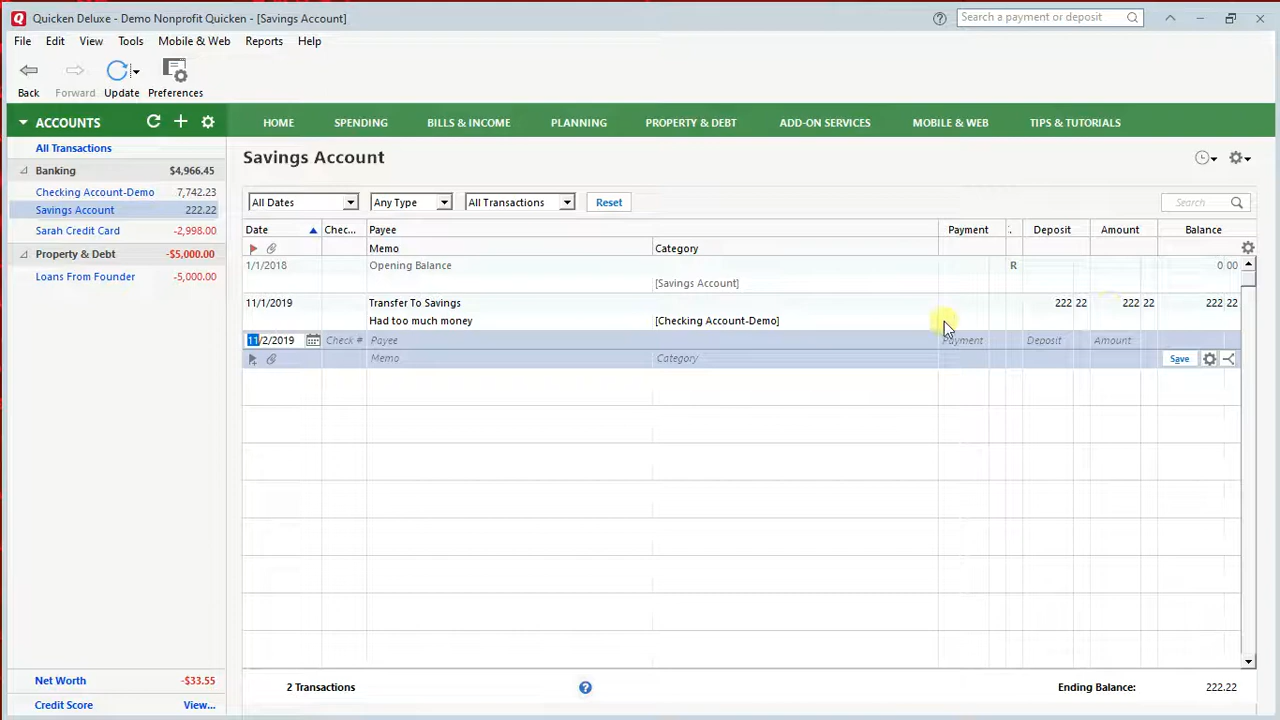 Quicken Deluxe - Demo Nonprofit Quicken - [Savings Account]
Search a payment or deposit
File Edit View Tools Mobile & Web Reports Help
Back Forward Update Preferences
ACCOUNTS
HOME SPENDING BILLS & INCOME PLANNING PROPERTY & DEBT ADD-ON SERVICES MOBILE & WEB TIPS & TUTORIALS
All Transactions
Banking $4,966.45
Checking Account-Demo 7,742.23
Savings Account 222.22
Sarah Credit Card -2,998.00
Property & Debt -$5,000.00
Loans From Founder -5,000.00
Net Worth -$33.55
Credit Score View...
Savings Account
All Dates Any Type All Transactions Reset Search
Date Chec... Payee Payment Deposit Amount Balance
Memo Category
1/1/2018 Opening Balance R 0 00
[Savings Account]
11/1/2019 Transfer To Savings 222 22 222 22 222 22
Had too much money [Checking Account-Demo]
11/2/2019 Check # Payee Payment Deposit Amount
Memo Category Save
2 Transactions ? Ending Balance: 222.22